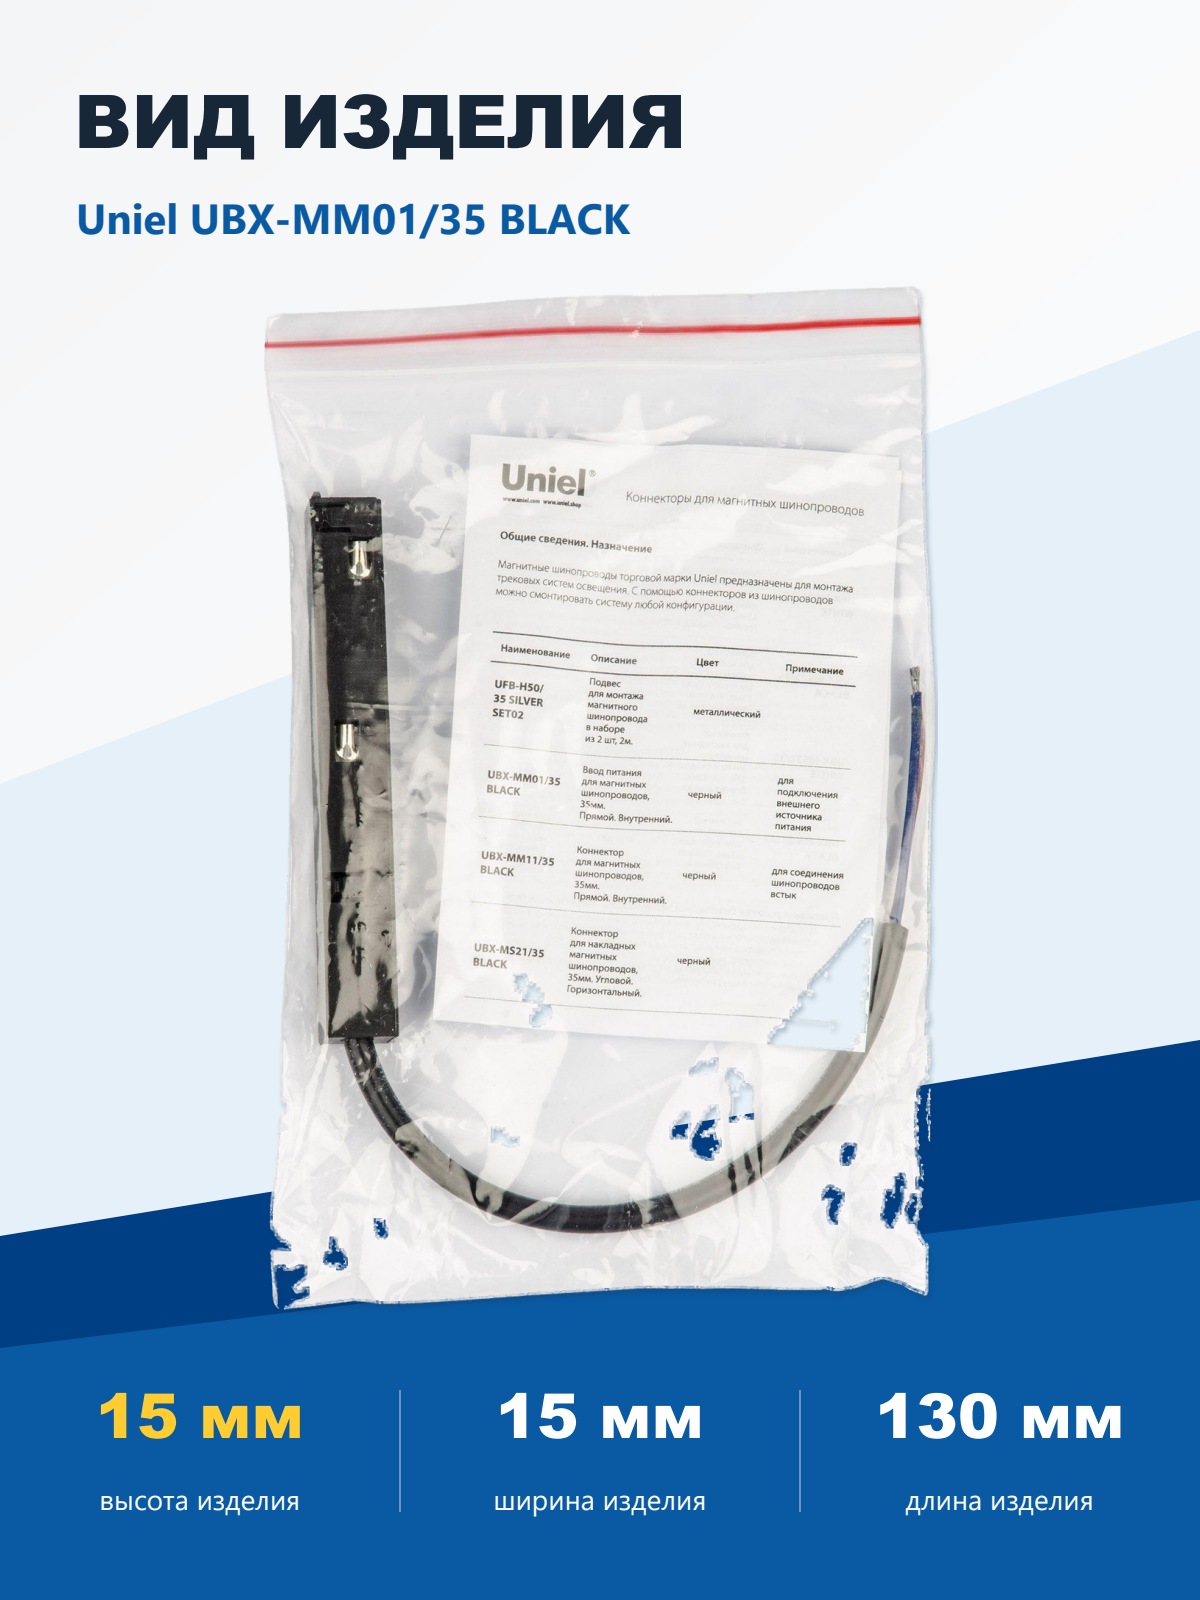 ВИД ИЗДЕЛИЯ
Uniel UBX-MM01/35 BLACK
Uniel®
www.uniel.com www.uniel.shop
Коннекторы для магнитных шинопроводов
Общие сведения. Назначение
Магнитные шинопроводы торговой марки Uniel предназначены для монтажа
трековых систем освещения. С помощью коннекторов из шинопроводов
можно смонтировать систему любой конфигурации.
Наименование Описание Цвет Примечание
UFB-H50/
35 SILVER
SET02
Подвес
для монтажа
магнитного
шинопровода
в наборе
из 2 шт, 2м.
металлический
UBX-MM01/35
BLACK
Ввод питания
для магнитных
шинопроводов,
35мм.
Прямой. Внутренний.
черный
для
подключения
внешнего
источника
питания
UBX-MM11/35
BLACK
Коннектор
для магнитных
шинопроводов,
35мм.
Прямой. Внутренний.
черный
для соединения
шинопроводов
встык
UBX-MS21/35
BLACK
Коннектор
для накладных
магнитных
шинопроводов,
35мм. Угловой.
Горизонтальный.
черный
15 мм
высота изделия
15 мм
ширина изделия
130 мм
длина изделия